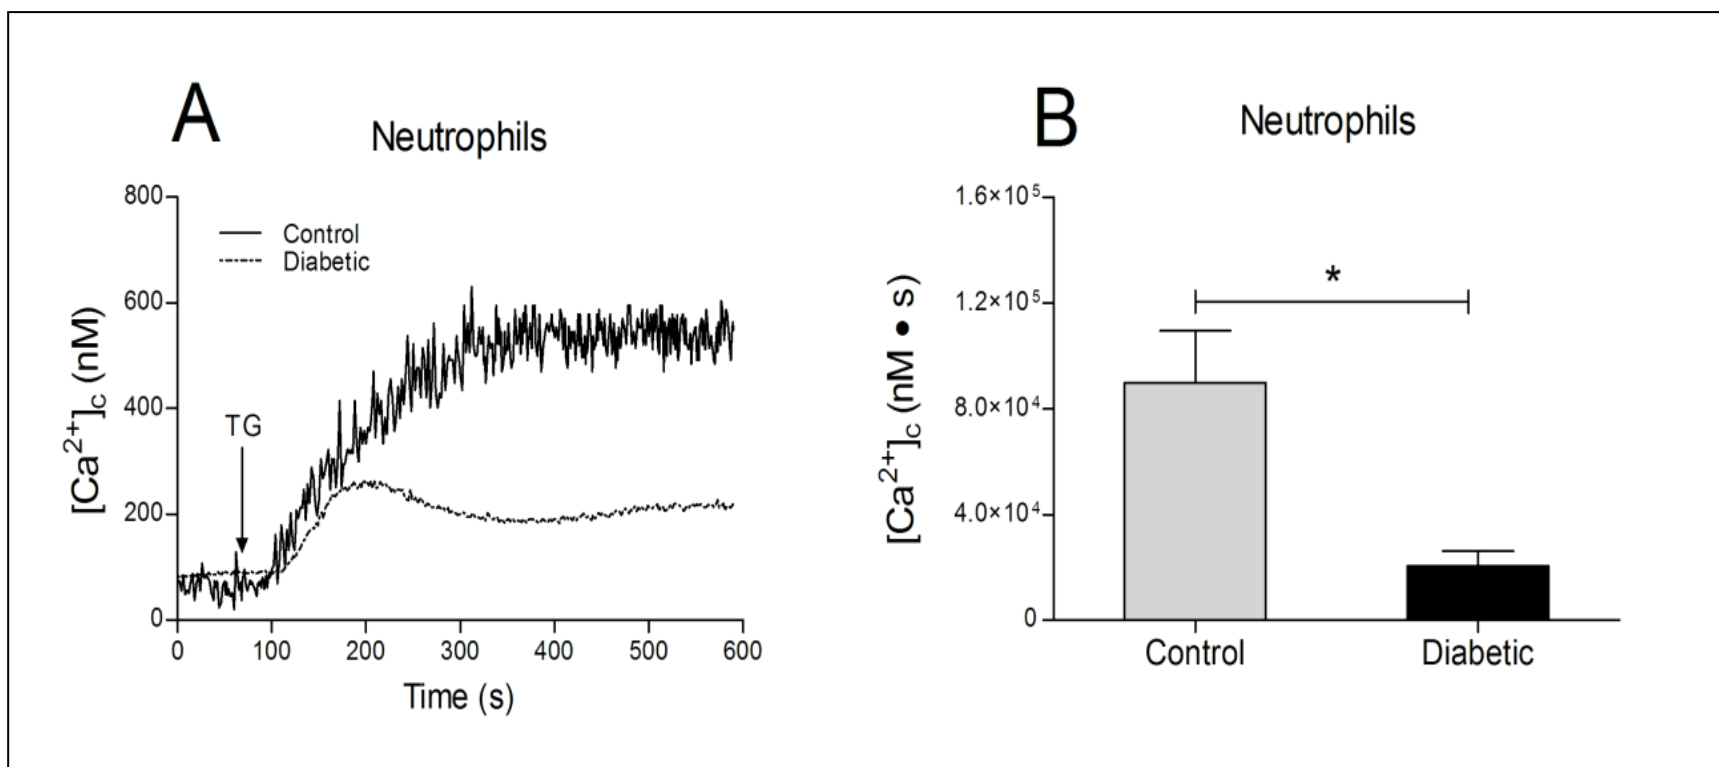 A
Neutrophils
800
600
400
200
0
[Ca²⁺]c (nM)
Control
Diabetic
TG
0 100 200 300 400 500 600
Time (s)
B
Neutrophils
1.6×10⁵
1.2×10⁵
8.0×10⁴
4.0×10⁴
0
[Ca²⁺]c (nM • s)
*
Control Diabetic